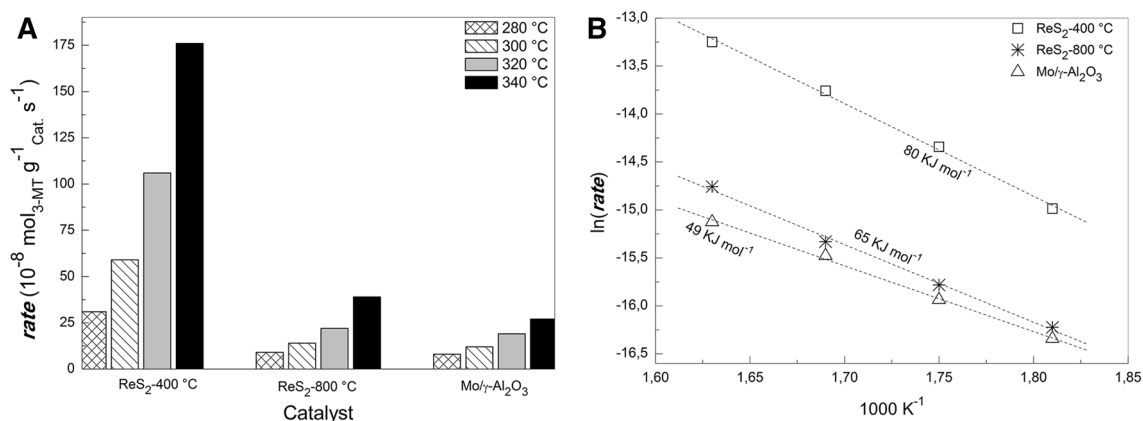 A
280 °C
300 °C
320 °C
340 °C
175
150
125
100
75
50
25
0
rate (10⁻⁸ mol₃₋MT g⁻¹ Cat. s⁻¹)
ReS₂-400 °C
ReS₂-800 °C
Mo/γ-Al₂O₃
Catalyst
B
ReS₂-400 °C
ReS₂-800 °C
Mo/γ-Al₂O₃
-13,0
-13,5
-14,0
-14,5
-15,0
-15,5
-16,0
-16,5
ln(rate)
80 KJ mol⁻¹
65 KJ mol⁻¹
49 KJ mol⁻¹
1,60 1,65 1,70 1,75 1,80 1,85
1000 K⁻¹